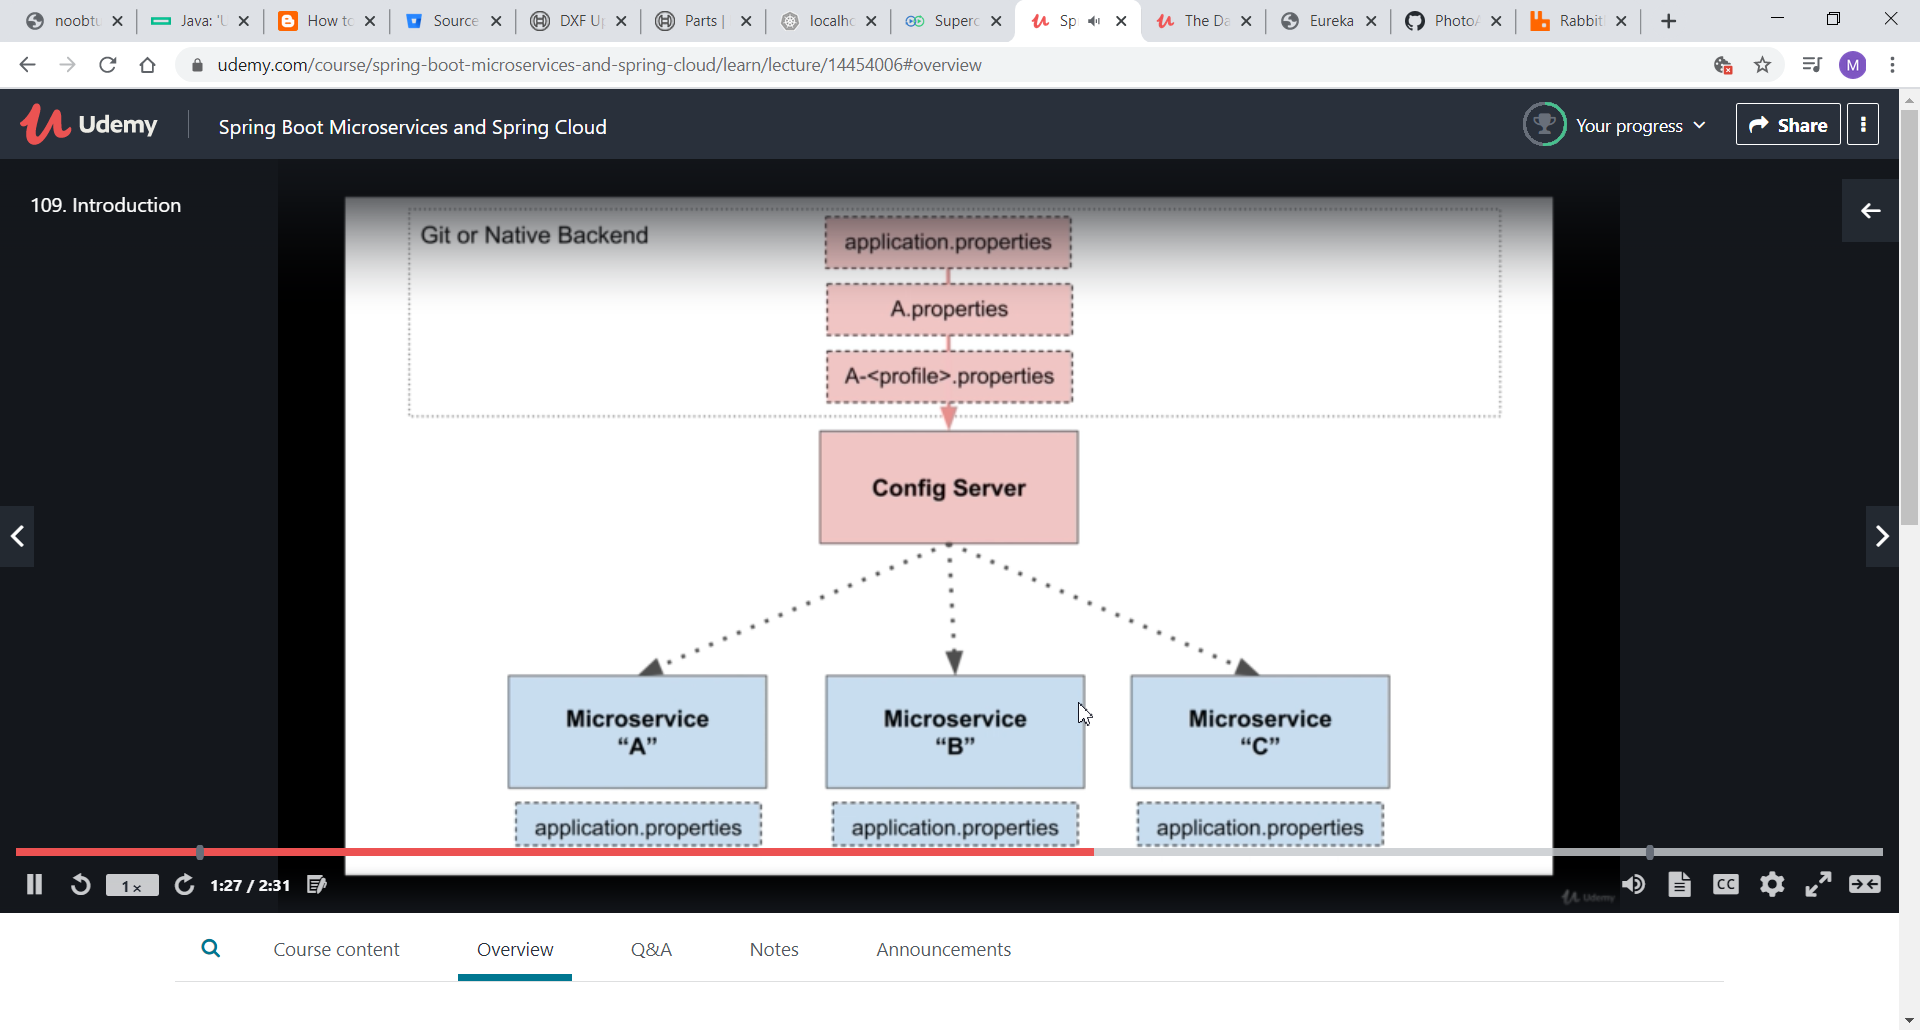 noobtu
Java: 'U
How to
Source
DXF Up
Parts |
localho
Superc
Sp
The Da
Eureka
PhotoA
Rabbit
udemy.com/course/spring-boot-microservices-and-spring-cloud/learn/lecture/14454006#overview
M
Udemy
Spring Boot Microservices and Spring Cloud
Your progress
Share
109. Introduction
Git or Native Backend
application.properties
A.properties
A-<profile>.properties
Config Server
Microservice
“A”
Microservice
“B”
Microservice
“C”
application.properties
application.properties
application.properties
1x
1:27 / 2:31
CC
Udemy
Course content
Overview
Q&A
Notes
Announcements